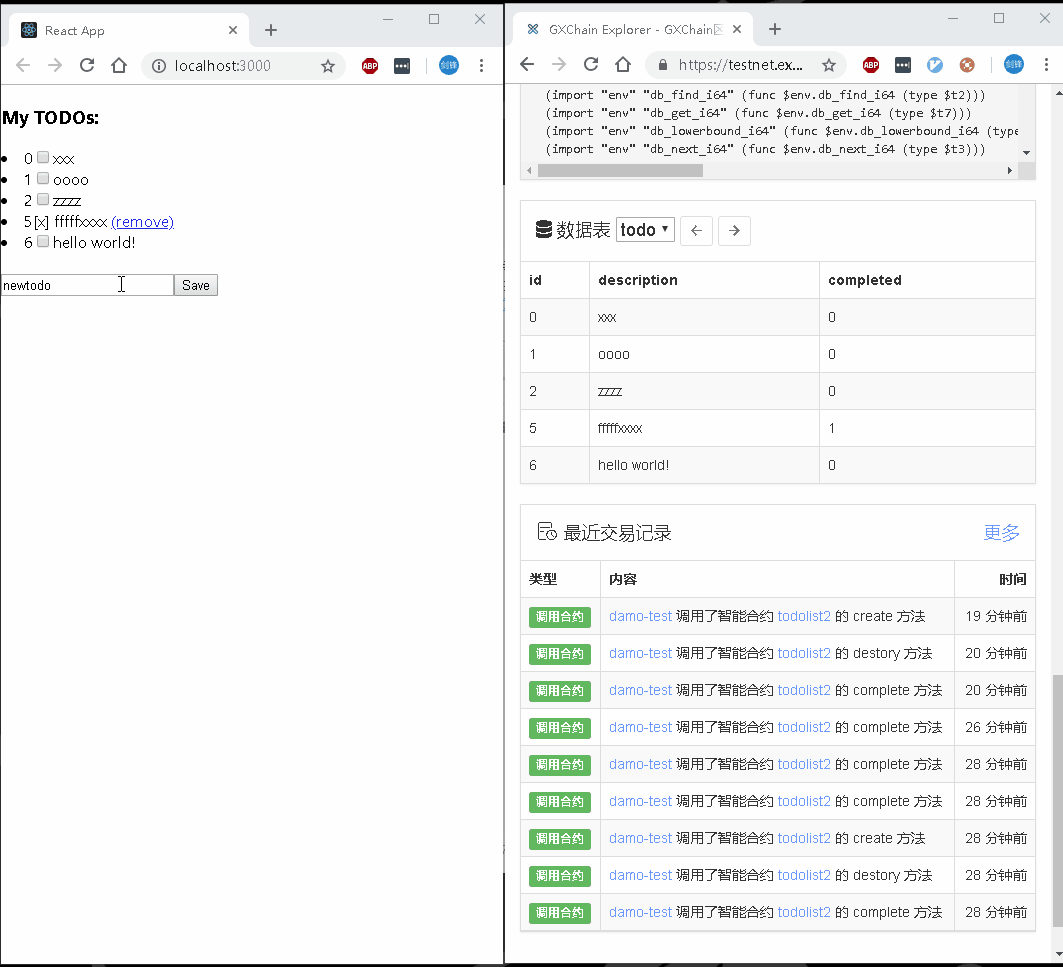 React App
localhost:3000
ABP
剑锋
My TODOs:
0 xxx
1 oooo
2 zzzz
5 [x] fffffxxxx (remove)
6 hello world!
newtodo
Save
GXChain Explorer - GXChain区
https://testnet.ex...
ABP
剑锋
(import "env" "db_find_i64" (func $env.db_find_i64 (type $t2)))
(import "env" "db_get_i64" (func $env.db_get_i64 (type $t7)))
(import "env" "db_lowerbound_i64" (func $env.db_lowerbound_i64 (type
(import "env" "db_next_i64" (func $env.db_next_i64 (type $t3)))
数据表 todo ← →
id description completed
0 xxx 0
1 oooo 0
2 zzzz 0
5 fffffxxxx 1
6 hello world! 0
最近交易记录 更多
类型 内容 时间
调用合约 damo-test 调用了智能合约 todolist2 的 create 方法 19 分钟前
调用合约 damo-test 调用了智能合约 todolist2 的 destory 方法 20 分钟前
调用合约 damo-test 调用了智能合约 todolist2 的 complete 方法 20 分钟前
调用合约 damo-test 调用了智能合约 todolist2 的 complete 方法 26 分钟前
调用合约 damo-test 调用了智能合约 todolist2 的 complete 方法 28 分钟前
调用合约 damo-test 调用了智能合约 todolist2 的 complete 方法 28 分钟前
调用合约 damo-test 调用了智能合约 todolist2 的 create 方法 28 分钟前
调用合约 damo-test 调用了智能合约 todolist2 的 destory 方法 28 分钟前
调用合约 damo-test 调用了智能合约 todolist2 的 complete 方法 28 分钟前